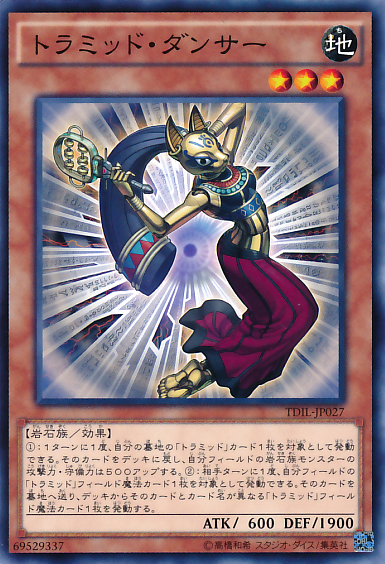 トラミッド・ダンサー
地
TDIL-JP027
【岩石族/効果】
①:1ターンに1度、自分の墓地の「トラミッド」カード1枚を対象として発動
できる。そのカードをデッキに戻し、自分フィールドの岩石族モンスターの
攻撃力・守備力は500アップする。②:相手ターンに1度、自分フィールドの
「トラミッド」フィールド魔法カード1枚を対象として発動できる。そのカードを
墓地へ送り、デッキからそのカードとカード名が異なる「トラミッド」フィール
ド魔法カード1枚を発動する。
ATK/ 600 DEF/1900
69529337
©高橋和希 スタジオ・ダイス/集英社